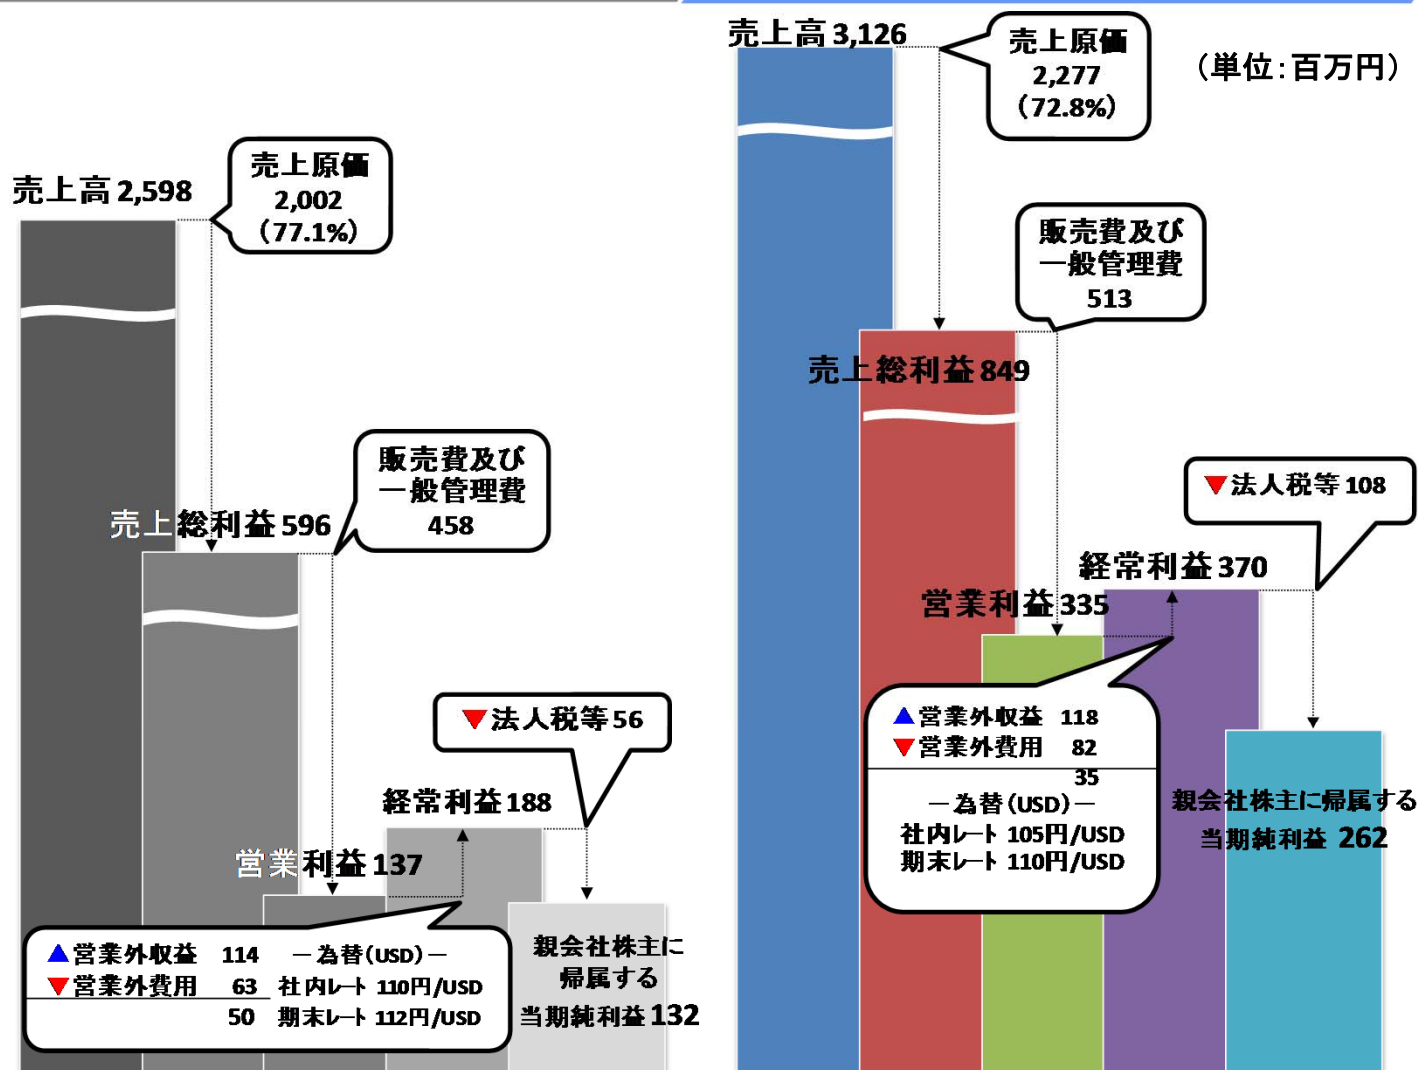 売上高 2,598
売上原価
2,002
(77.1%)
売上総利益 596
販売費及び
一般管理費
458
営業利益 137
▲営業外収益 114
▼営業外費用 63
50
－為替(USD)－
社内レート 110円/USD
期末レート 112円/USD
経常利益 188
▼法人税等 56
親会社株主に
帰属する
当期純利益 132
(単位:百万円)
売上高 3,126
売上原価
2,277
(72.8%)
売上総利益 849
販売費及び
一般管理費
513
営業利益 335
▲営業外収益 118
▼営業外費用 82
35
－為替(USD)－
社内レート 105円/USD
期末レート 110円/USD
経常利益 370
▼法人税等 108
親会社株主に帰属する
当期純利益 262